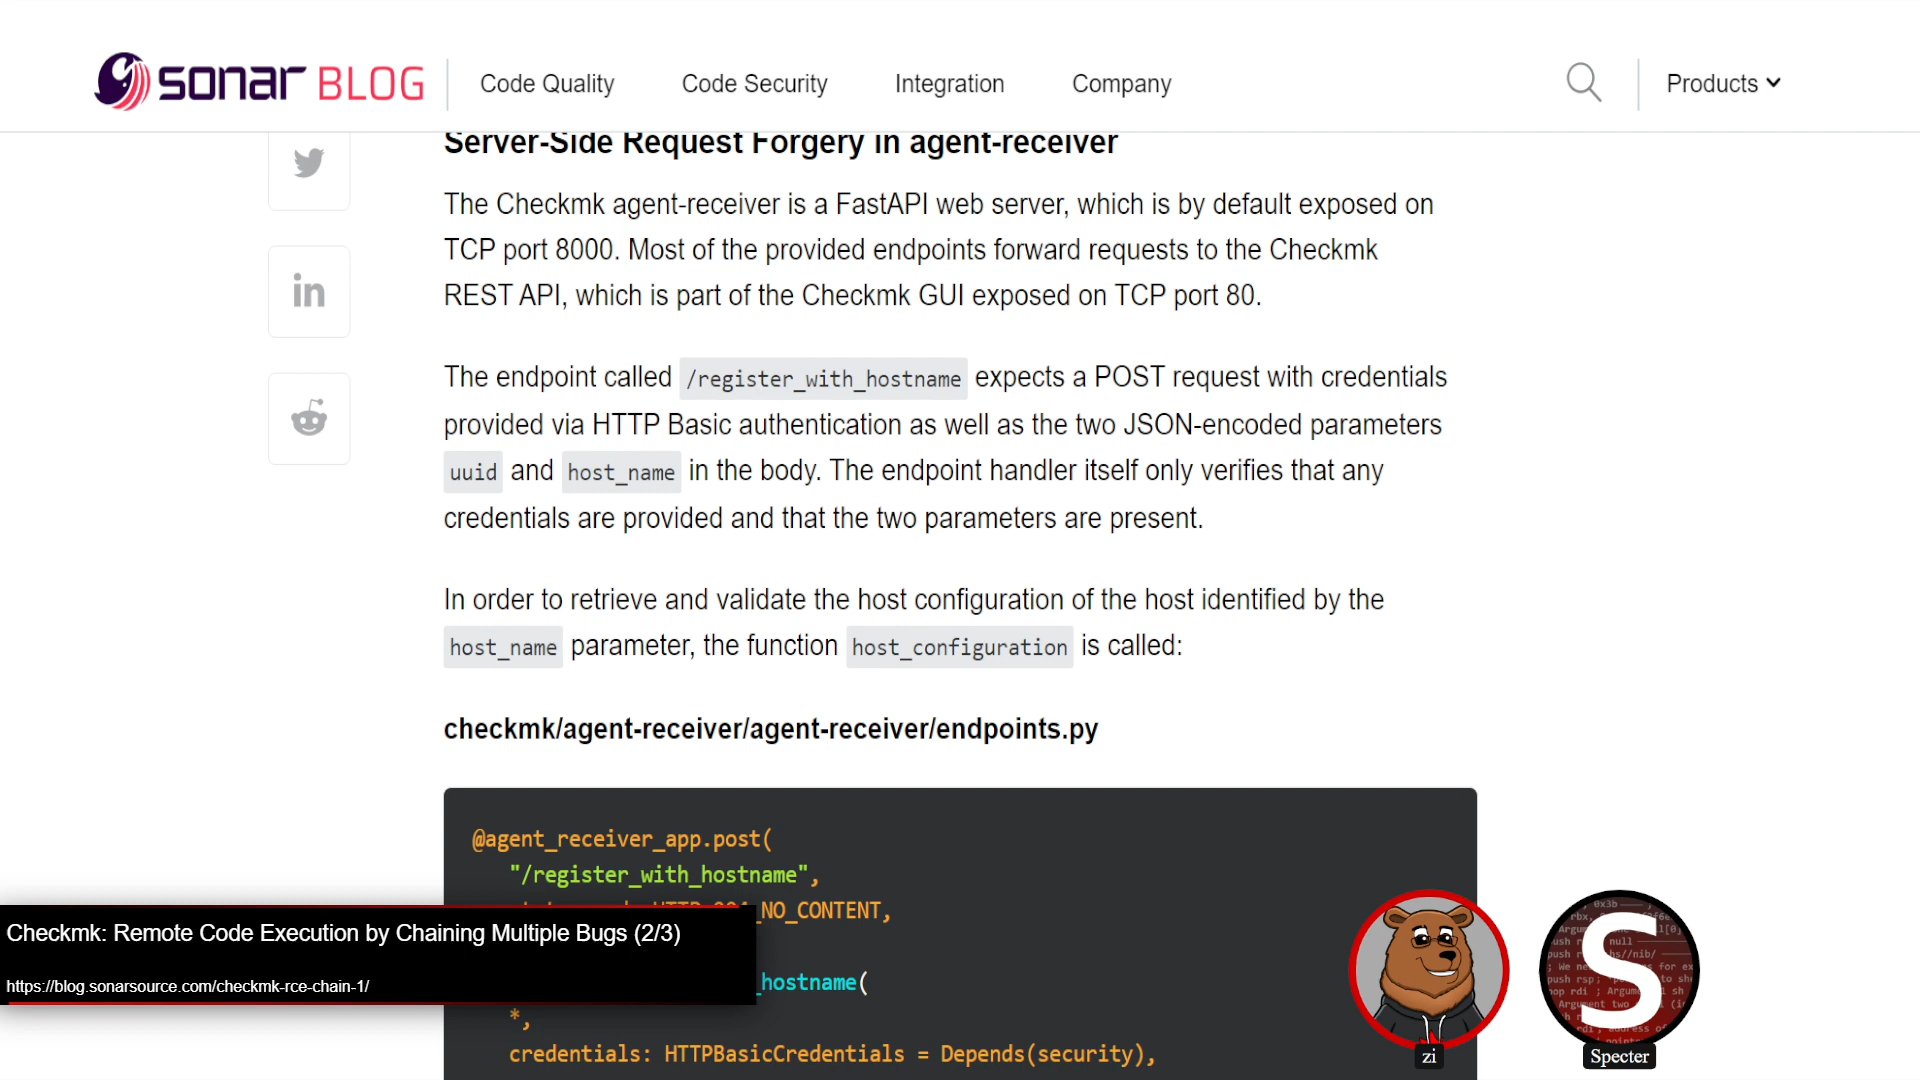 sonar BLOG
Code Quality
Code Security
Integration
Company
Products
Server-Side Request Forgery in agent-receiver
The Checkmk agent-receiver is a FastAPI web server, which is by default exposed on
TCP port 8000. Most of the provided endpoints forward requests to the Checkmk
REST API, which is part of the Checkmk GUI exposed on TCP port 80.
The endpoint called /register_with_hostname expects a POST request with credentials
provided via HTTP Basic authentication as well as the two JSON-encoded parameters
uuid and host_name in the body. The endpoint handler itself only verifies that any
credentials are provided and that the two parameters are present.
In order to retrieve and validate the host configuration of the host identified by the
host_name parameter, the function host_configuration is called:
checkmk/agent-receiver/agent-receiver/endpoints.py
@agent_receiver_app.post(
"/register_with_hostname",
_NO_CONTENT,
_hostname(
*,
credentials: HTTPBasicCredentials = Depends(security),
Checkmk: Remote Code Execution by Chaining Multiple Bugs (2/3)
https://blog.sonarsource.com/checkmk-rce-chain-1/
zi
S
Specter